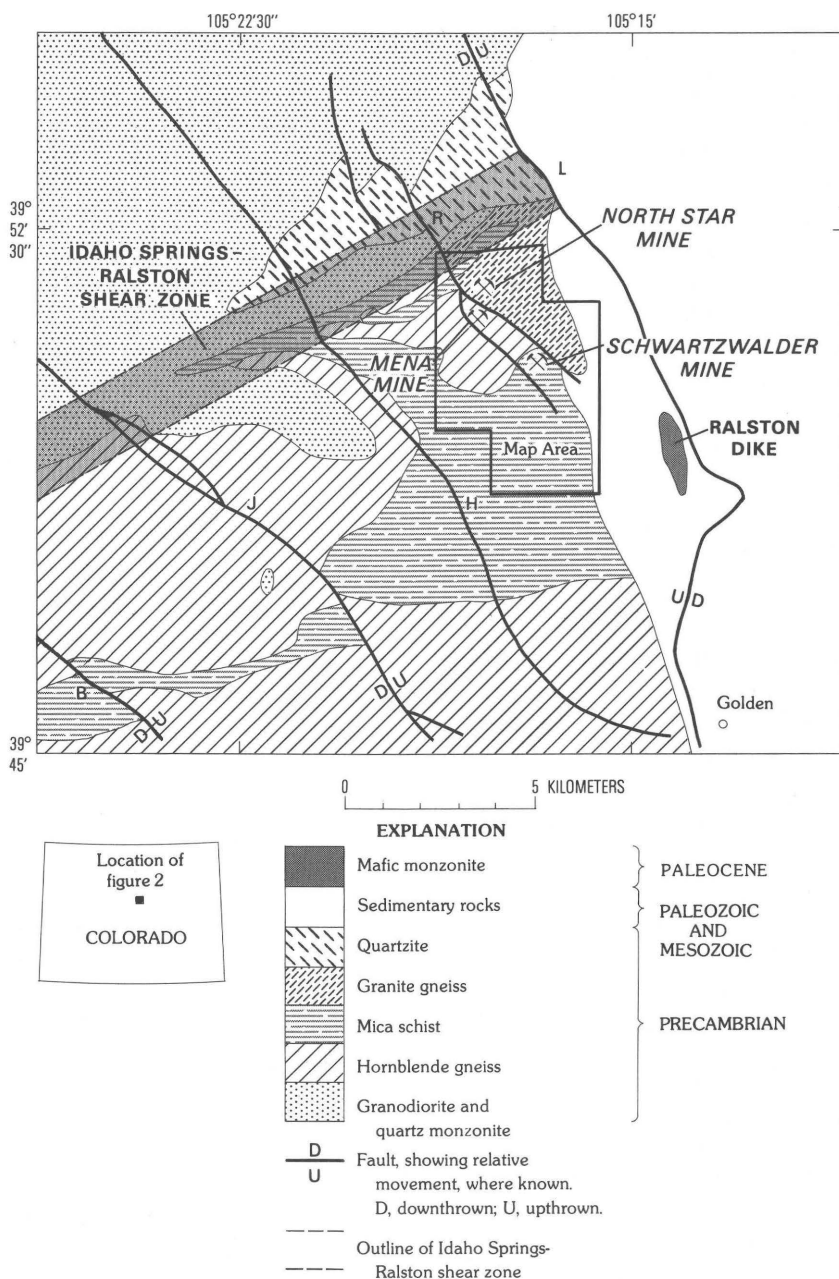 105°22'30"
105°15'
D U
L
39°
52'
30"
R
NORTH STAR
MINE
IDAHO SPRINGS–
RALSTON
SHEAR ZONE
SCHWARTZWALDER
MINE
MENA
MINE
RALSTON
DIKE
Map Area
J
H
U D
B
D U
D U
Golden
39°
45'
0 5 KILOMETERS
EXPLANATION
Location of
figure 2
COLORADO
Mafic monzonite
PALEOCENE
Sedimentary rocks
PALEOZOIC
AND
MESOZOIC
Quartzite
Granite gneiss
Mica schist
PRECAMBRIAN
Hornblende gneiss
Granodiorite and
quartz monzonite
D
U
Fault, showing relative
movement, where known.
D, downthrown; U, upthrown.
Outline of Idaho Springs-
Ralston shear zone